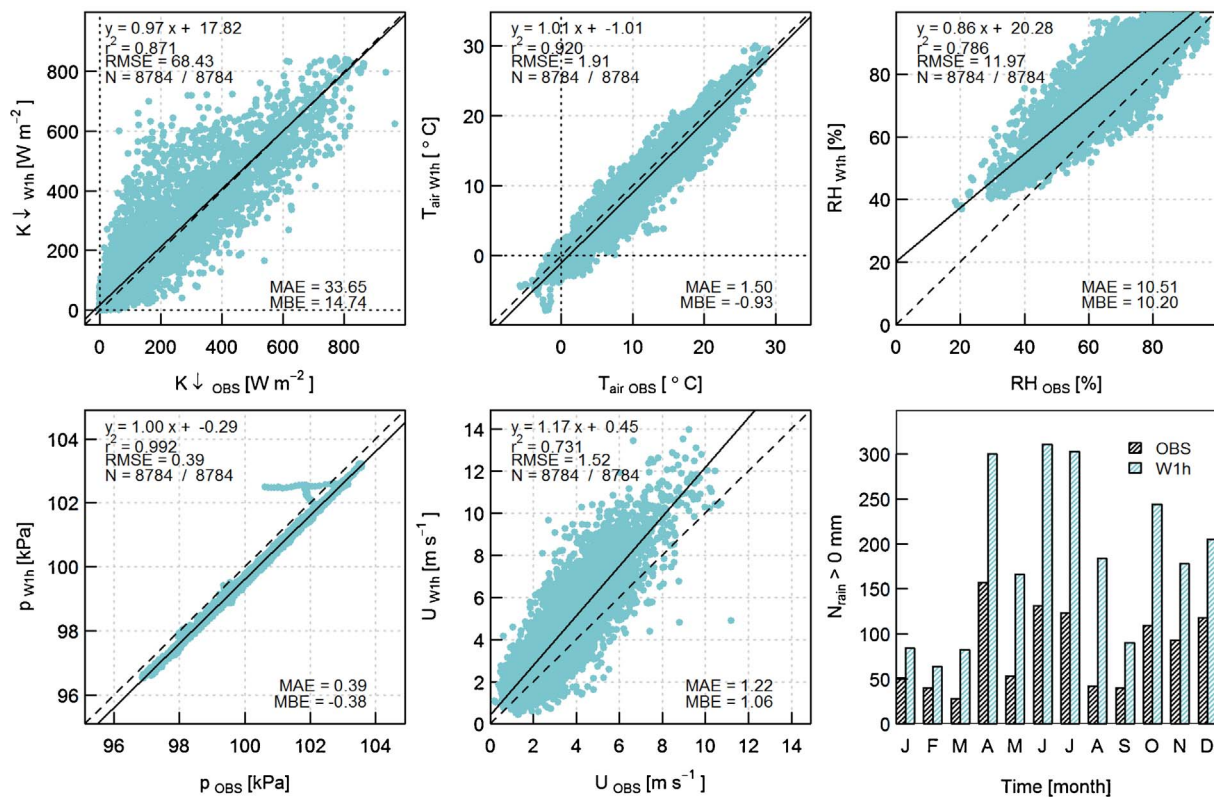 y = 0.97 x + 17.82
r² = 0.871
RMSE = 68.43
N = 8784 / 8784
800
600
400
200
0
K ↓ W1h [W m⁻²]
MAE = 33.65
MBE = 14.74
0 200 400 600 800
K ↓ OBS [W m⁻²]
y = 1.01 x + -1.01
r² = 0.920
RMSE = 1.91
N = 8784 / 8784
30
20
10
0
T air W1h [ ° C]
MAE = 1.50
MBE = -0.93
0 10 20 30
T air OBS [ ° C]
y = 0.86 x + 20.28
r² = 0.786
RMSE = 11.97
N = 8784 / 8784
80
60
40
20
0
RH W1h [%]
MAE = 10.51
MBE = 10.20
0 20 40 60 80
RH OBS [%]
y = 1.00 x + -0.29
r² = 0.992
RMSE = 0.39
N = 8784 / 8784
104
102
100
98
96
p W1h [kPa]
MAE = 0.39
MBE = -0.38
96 98 100 102 104
p OBS [kPa]
y = 1.17 x + 0.45
r² = 0.731
RMSE = 1.52
N = 8784 / 8784
14
12
10
8
6
4
2
0
U W1h [m s⁻¹]
MAE = 1.22
MBE = 1.06
0 2 4 6 8 10 12 14
U OBS [m s⁻¹]
OBS
W1h
300
250
200
150
100
50
0
N rain > 0 mm
J F M A M J J A S O N D
Time [month]